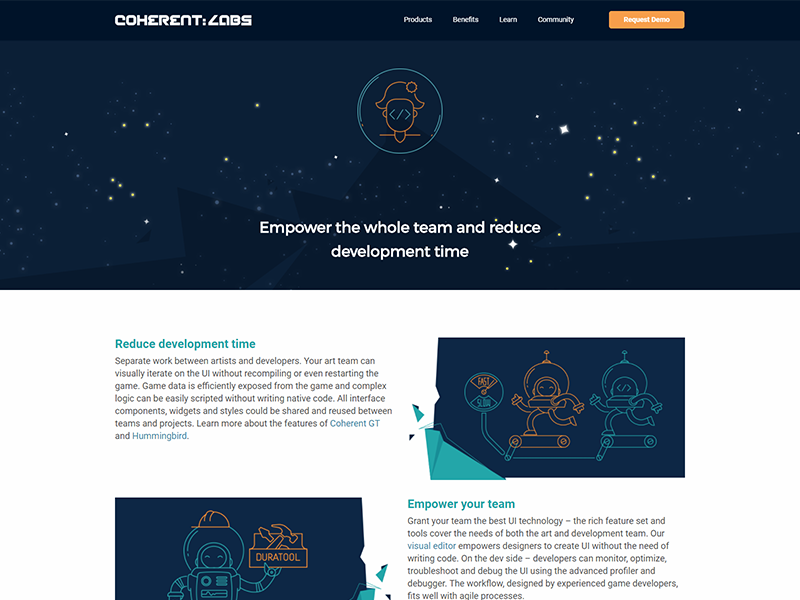 COHERENT:LABS
Products Benefits Learn Community Request Demo
</>
Empower the whole team and reduce
development time
Reduce development time
Separate work between artists and developers. Your art team can
visually iterate on the UI without recompiling or even restarting the
game. Game data is efficiently exposed from the game and complex
logic can be easily scripted without writing native code. All interface
components, widgets and styles could be shared and reused between
teams and projects. Learn more about the features of Coherent GT
and Hummingbird.
FAST
SLOW
</>
DURATOOL
Empower your team
Grant your team the best UI technology – the rich feature set and
tools cover the needs of both the art and development team. Our
visual editor empowers designers to create UI without the need of
writing code. On the dev side – developers can monitor, optimize,
troubleshoot and debug the UI using the advanced profiler and
debugger. The workflow, designed by experienced game developers,
fits well with agile processes.